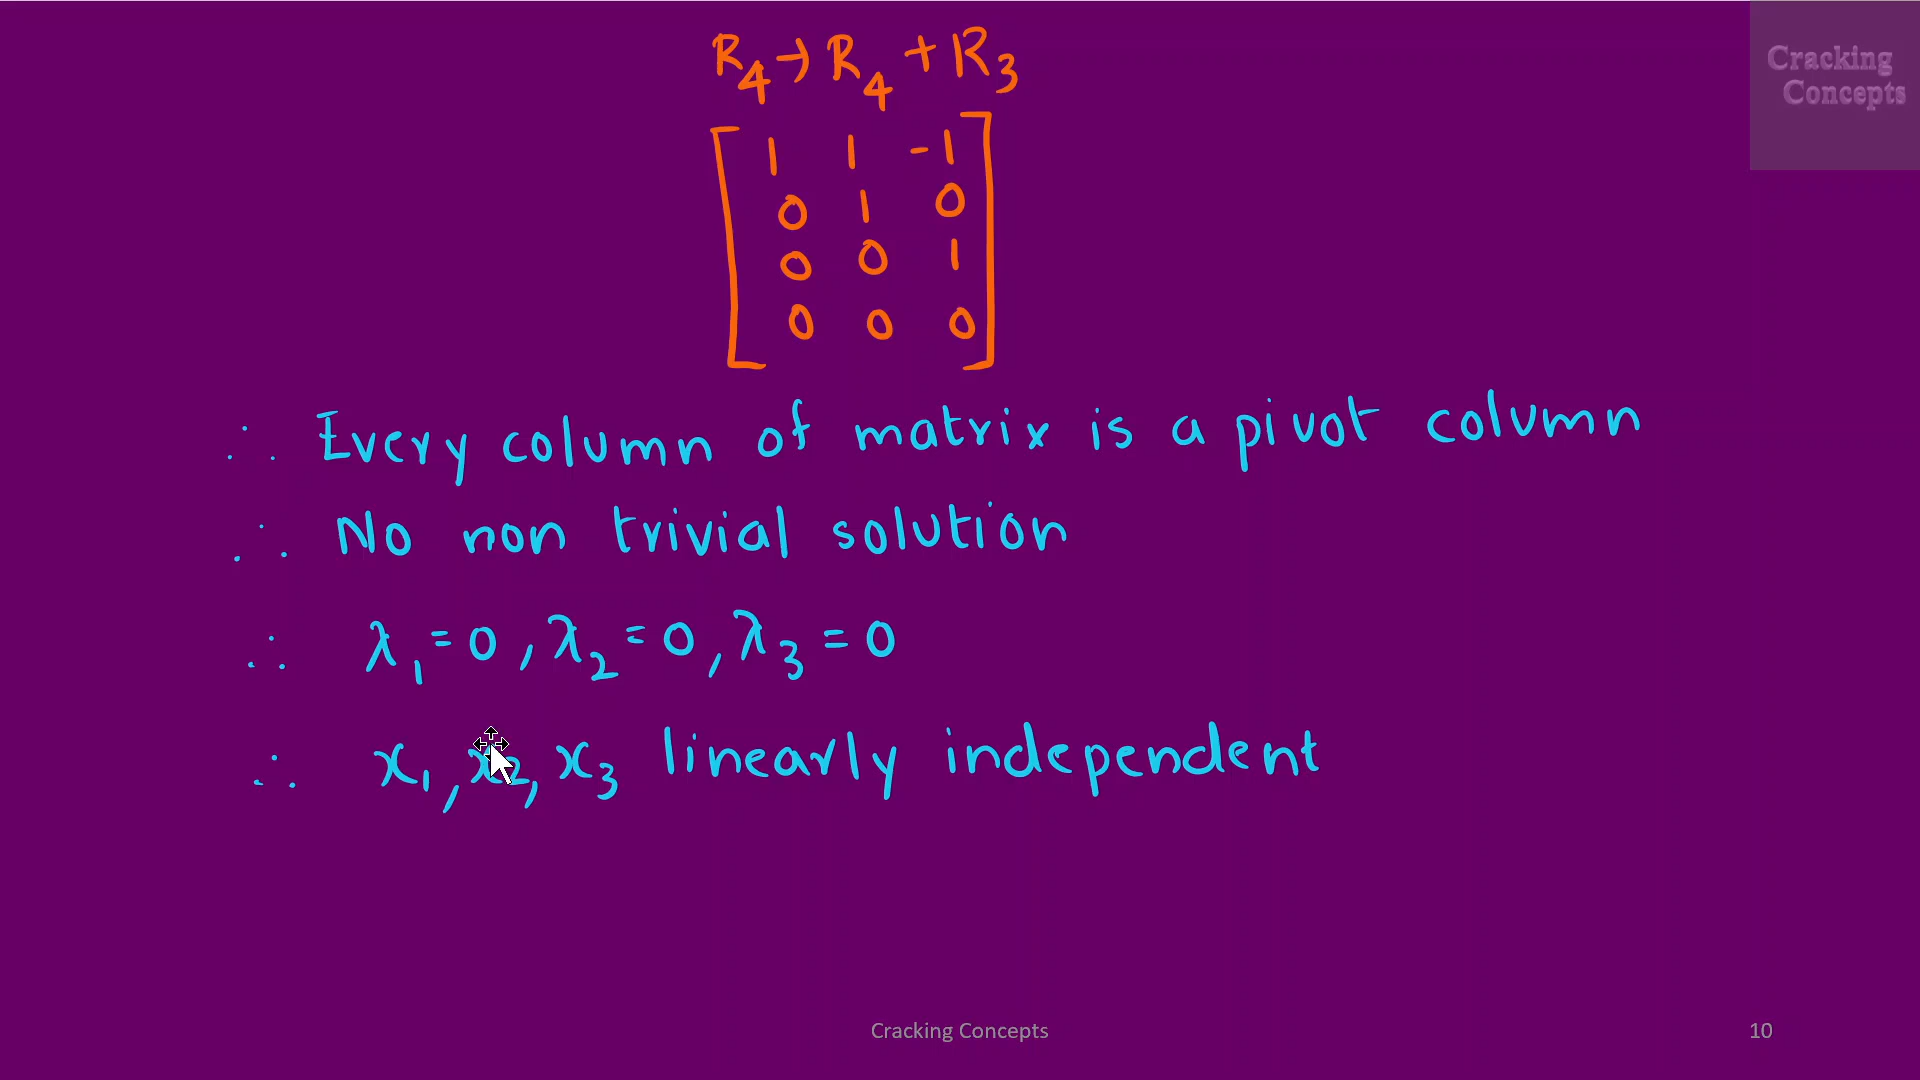 R₄ → R₄ + R₃
Cracking
Concepts
1 1 -1
0 1 0
0 0 1
0 0 0
∴ Every column of matrix is a pivot column
∴ No non trivial solution
∴ λ₁ = 0, λ₂ = 0, λ₃ = 0
∴ x₁, x₂, x₃ linearly independent
Cracking Concepts
10